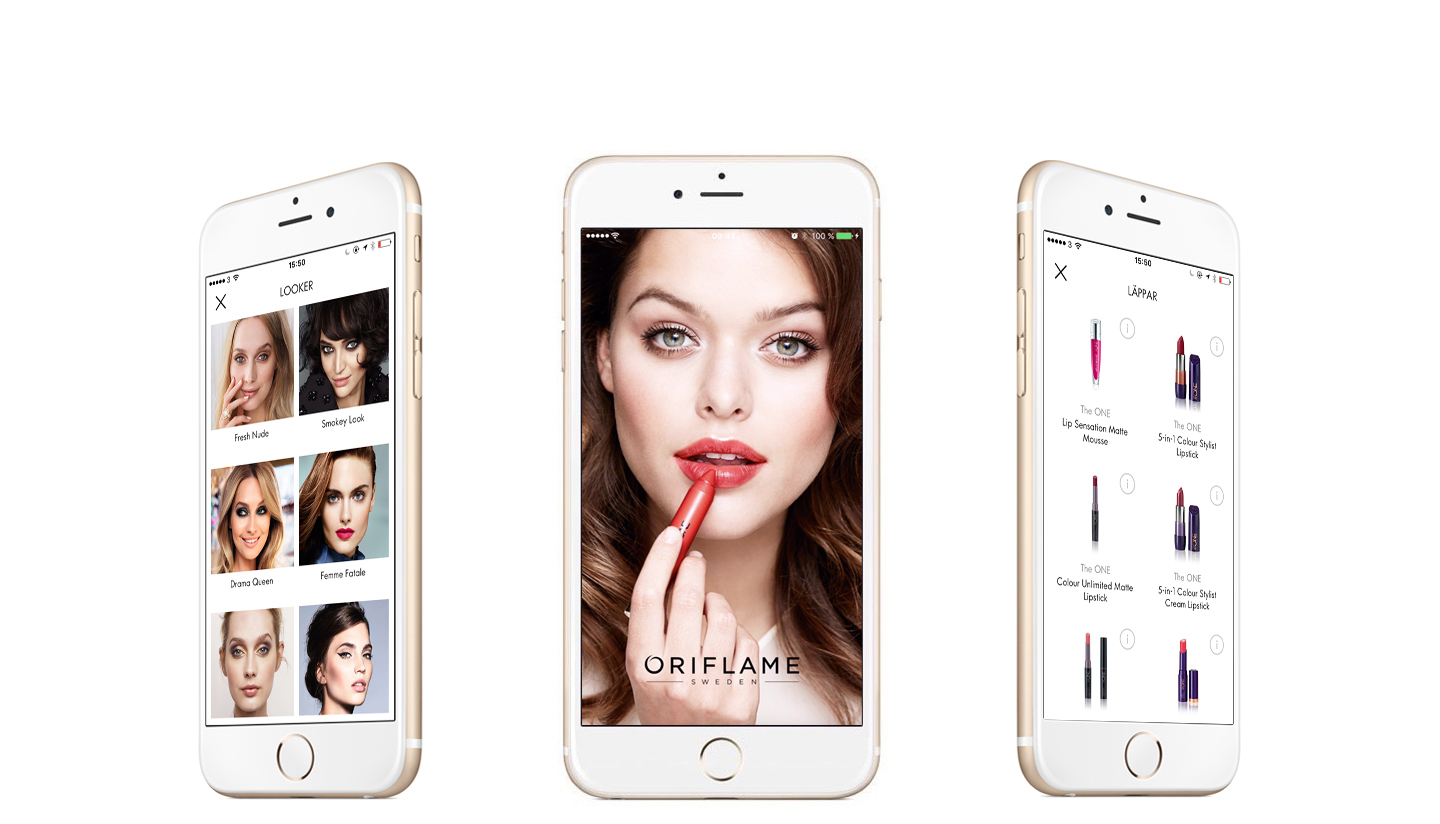 3
15:50
LOOKER
Fresh Nude
Smokey Look
Drama Queen
Femme Fatale
100 %
ORIFLAME
SWEDEN
3
15:50
LÄPPAR
The ONE
Lip Sensation Matte
Mousse
The ONE
5-in-1 Colour Stylist
Lipstick
The ONE
Colour Unlimited Matte
Lipstick
The ONE
5-in-1 Colour Stylist
Cream Lipstick